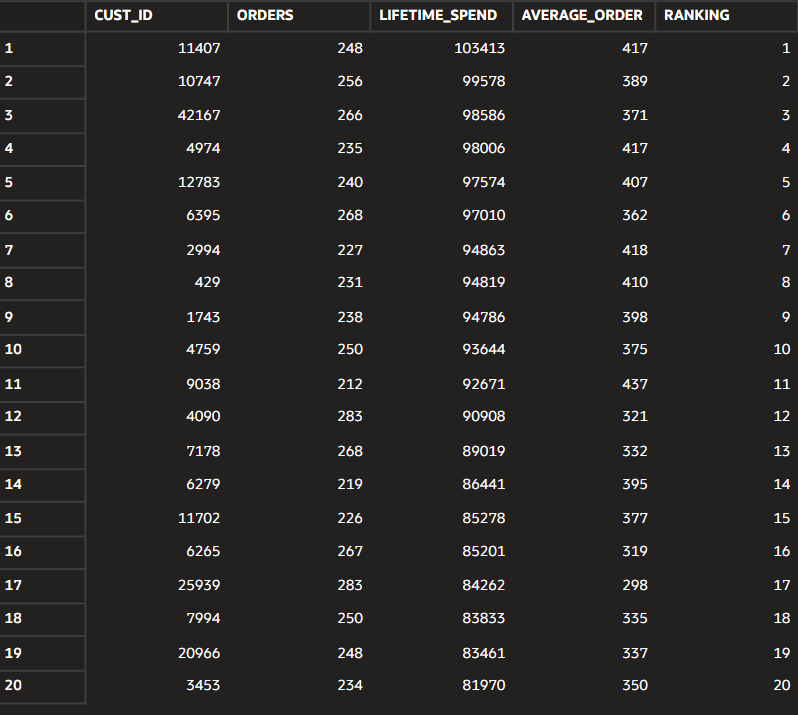 CUST_ID ORDERS LIFETIME_SPEND AVERAGE_ORDER RANKING
1 11407 248 103413 417 1
2 10747 256 99578 389 2
3 42167 266 98586 371 3
4 4974 235 98006 417 4
5 12783 240 97574 407 5
6 6395 268 97010 362 6
7 2994 227 94863 418 7
8 429 231 94819 410 8
9 1743 238 94786 398 9
10 4759 250 93644 375 10
11 9038 212 92671 437 11
12 4090 283 90908 321 12
13 7178 268 89019 332 13
14 6279 219 86441 395 14
15 11702 226 85278 377 15
16 6265 267 85201 319 16
17 25939 283 84262 298 17
18 7994 250 83833 335 18
19 20966 248 83461 337 19
20 3453 234 81970 350 20